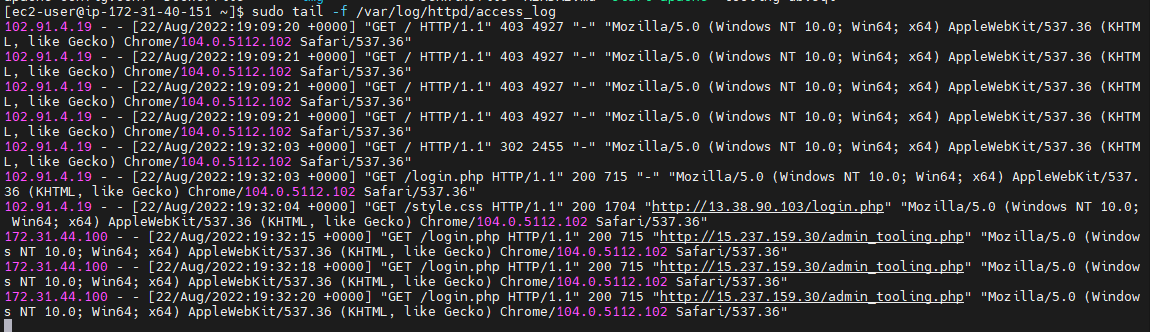 [ec2-user@ip-172-31-40-151 ~]$ sudo tail -f /var/log/httpd/access_log
102.91.4.19 - - [22/Aug/2022:19:09:20 +0000] "GET / HTTP/1.1" 403 4927 "-" "Mozilla/5.0 (Windows NT 10.0; Win64; x64) AppleWebKit/537.36 (KHTM
L, like Gecko) Chrome/104.0.5112.102 Safari/537.36"
102.91.4.19 - - [22/Aug/2022:19:09:21 +0000] "GET / HTTP/1.1" 403 4927 "-" "Mozilla/5.0 (Windows NT 10.0; Win64; x64) AppleWebKit/537.36 (KHTM
L, like Gecko) Chrome/104.0.5112.102 Safari/537.36"
102.91.4.19 - - [22/Aug/2022:19:09:21 +0000] "GET / HTTP/1.1" 403 4927 "-" "Mozilla/5.0 (Windows NT 10.0; Win64; x64) AppleWebKit/537.36 (KHTM
L, like Gecko) Chrome/104.0.5112.102 Safari/537.36"
102.91.4.19 - - [22/Aug/2022:19:09:21 +0000] "GET / HTTP/1.1" 403 4927 "-" "Mozilla/5.0 (Windows NT 10.0; Win64; x64) AppleWebKit/537.36 (KHTM
L, like Gecko) Chrome/104.0.5112.102 Safari/537.36"
102.91.4.19 - - [22/Aug/2022:19:32:03 +0000] "GET / HTTP/1.1" 302 2455 "-" "Mozilla/5.0 (Windows NT 10.0; Win64; x64) AppleWebKit/537.36 (KHTM
L, like Gecko) Chrome/104.0.5112.102 Safari/537.36"
102.91.4.19 - - [22/Aug/2022:19:32:03 +0000] "GET /login.php HTTP/1.1" 200 715 "-" "Mozilla/5.0 (Windows NT 10.0; Win64; x64) AppleWebKit/537.
36 (KHTML, like Gecko) Chrome/104.0.5112.102 Safari/537.36"
102.91.4.19 - - [22/Aug/2022:19:32:04 +0000] "GET /style.css HTTP/1.1" 200 1704 "http://13.38.90.103/login.php" "Mozilla/5.0 (Windows NT 10.0;
 Win64; x64) AppleWebKit/537.36 (KHTML, like Gecko) Chrome/104.0.5112.102 Safari/537.36"
172.31.44.100 - - [22/Aug/2022:19:32:15 +0000] "GET /login.php HTTP/1.1" 200 715 "http://15.237.159.30/admin_tooling.php" "Mozilla/5.0 (Window
s NT 10.0; Win64; x64) AppleWebKit/537.36 (KHTML, like Gecko) Chrome/104.0.5112.102 Safari/537.36"
172.31.44.100 - - [22/Aug/2022:19:32:18 +0000] "GET /login.php HTTP/1.1" 200 715 "http://15.237.159.30/admin_tooling.php" "Mozilla/5.0 (Window
s NT 10.0; Win64; x64) AppleWebKit/537.36 (KHTML, like Gecko) Chrome/104.0.5112.102 Safari/537.36"
172.31.44.100 - - [22/Aug/2022:19:32:20 +0000] "GET /login.php HTTP/1.1" 200 715 "http://15.237.159.30/admin_tooling.php" "Mozilla/5.0 (Window
s NT 10.0; Win64; x64) AppleWebKit/537.36 (KHTML, like Gecko) Chrome/104.0.5112.102 Safari/537.36"